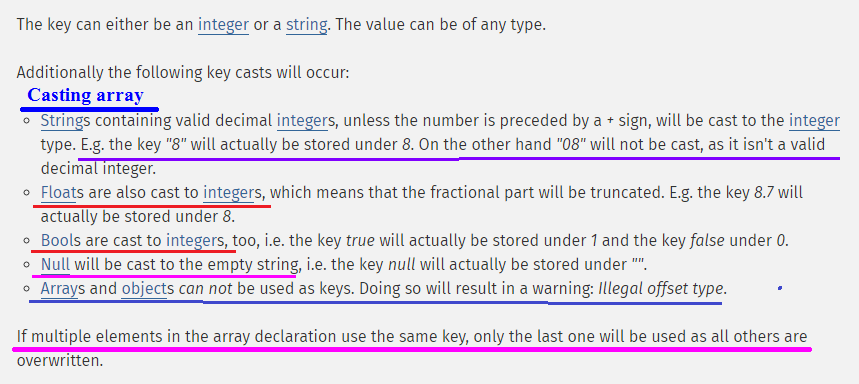 The key can either be an integer or a string. The value can be of any type.
Additionally the following key casts will occur:
Casting array
Strings containing valid decimal integers, unless the number is preceded by a + sign, will be cast to the integer
type. E.g. the key "8" will actually be stored under 8. On the other hand "08" will not be cast, as it isn't a valid
decimal integer.
Floats are also cast to integers, which means that the fractional part will be truncated. E.g. the key 8.7 will
actually be stored under 8.
Bools are cast to integers, too, i.e. the key true will actually be stored under 1 and the key false under 0.
Null will be cast to the empty string, i.e. the key null will actually be stored under "".
Arrays and objects can not be used as keys. Doing so will result in a warning: Illegal offset type.
If multiple elements in the array declaration use the same key, only the last one will be used as all others are
overwritten.